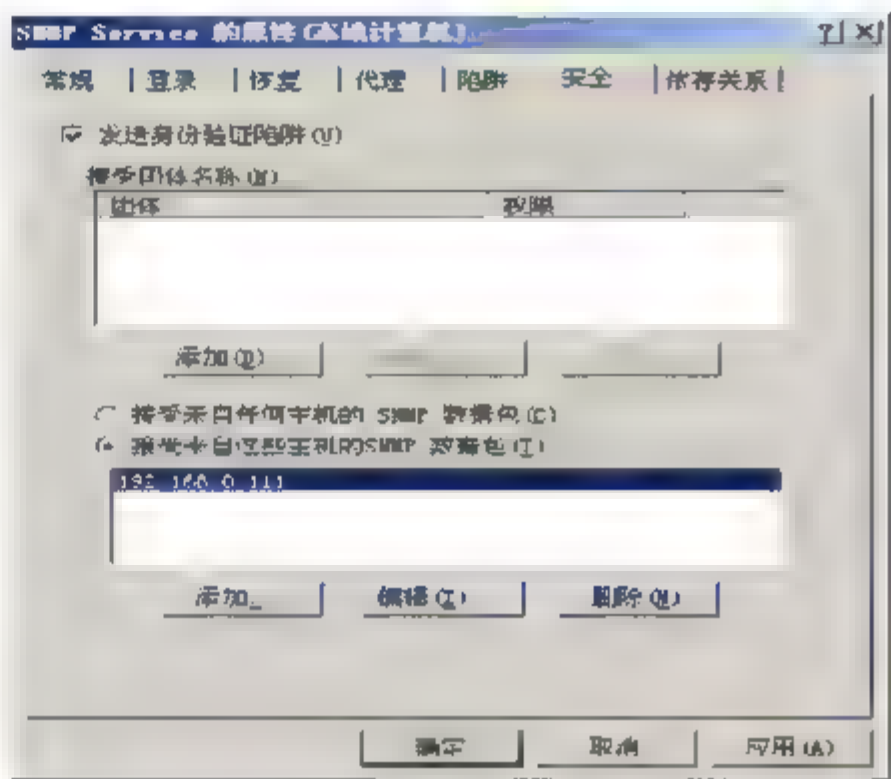 SNMP Service 的属性(本地计算机)
常规 登录 恢复 代理 陷阱 安全 依存关系
发送身份验证陷阱(U)
接受团体名称(N)
团体 权限
添加(D)
接受来自任何主机的 SNMP 数据包(C)
接受来自这些主机的SNMP 数据包(T)
192.168.0.111
添加. 编辑(I) 删除(M)
确定 取消 应用(A)